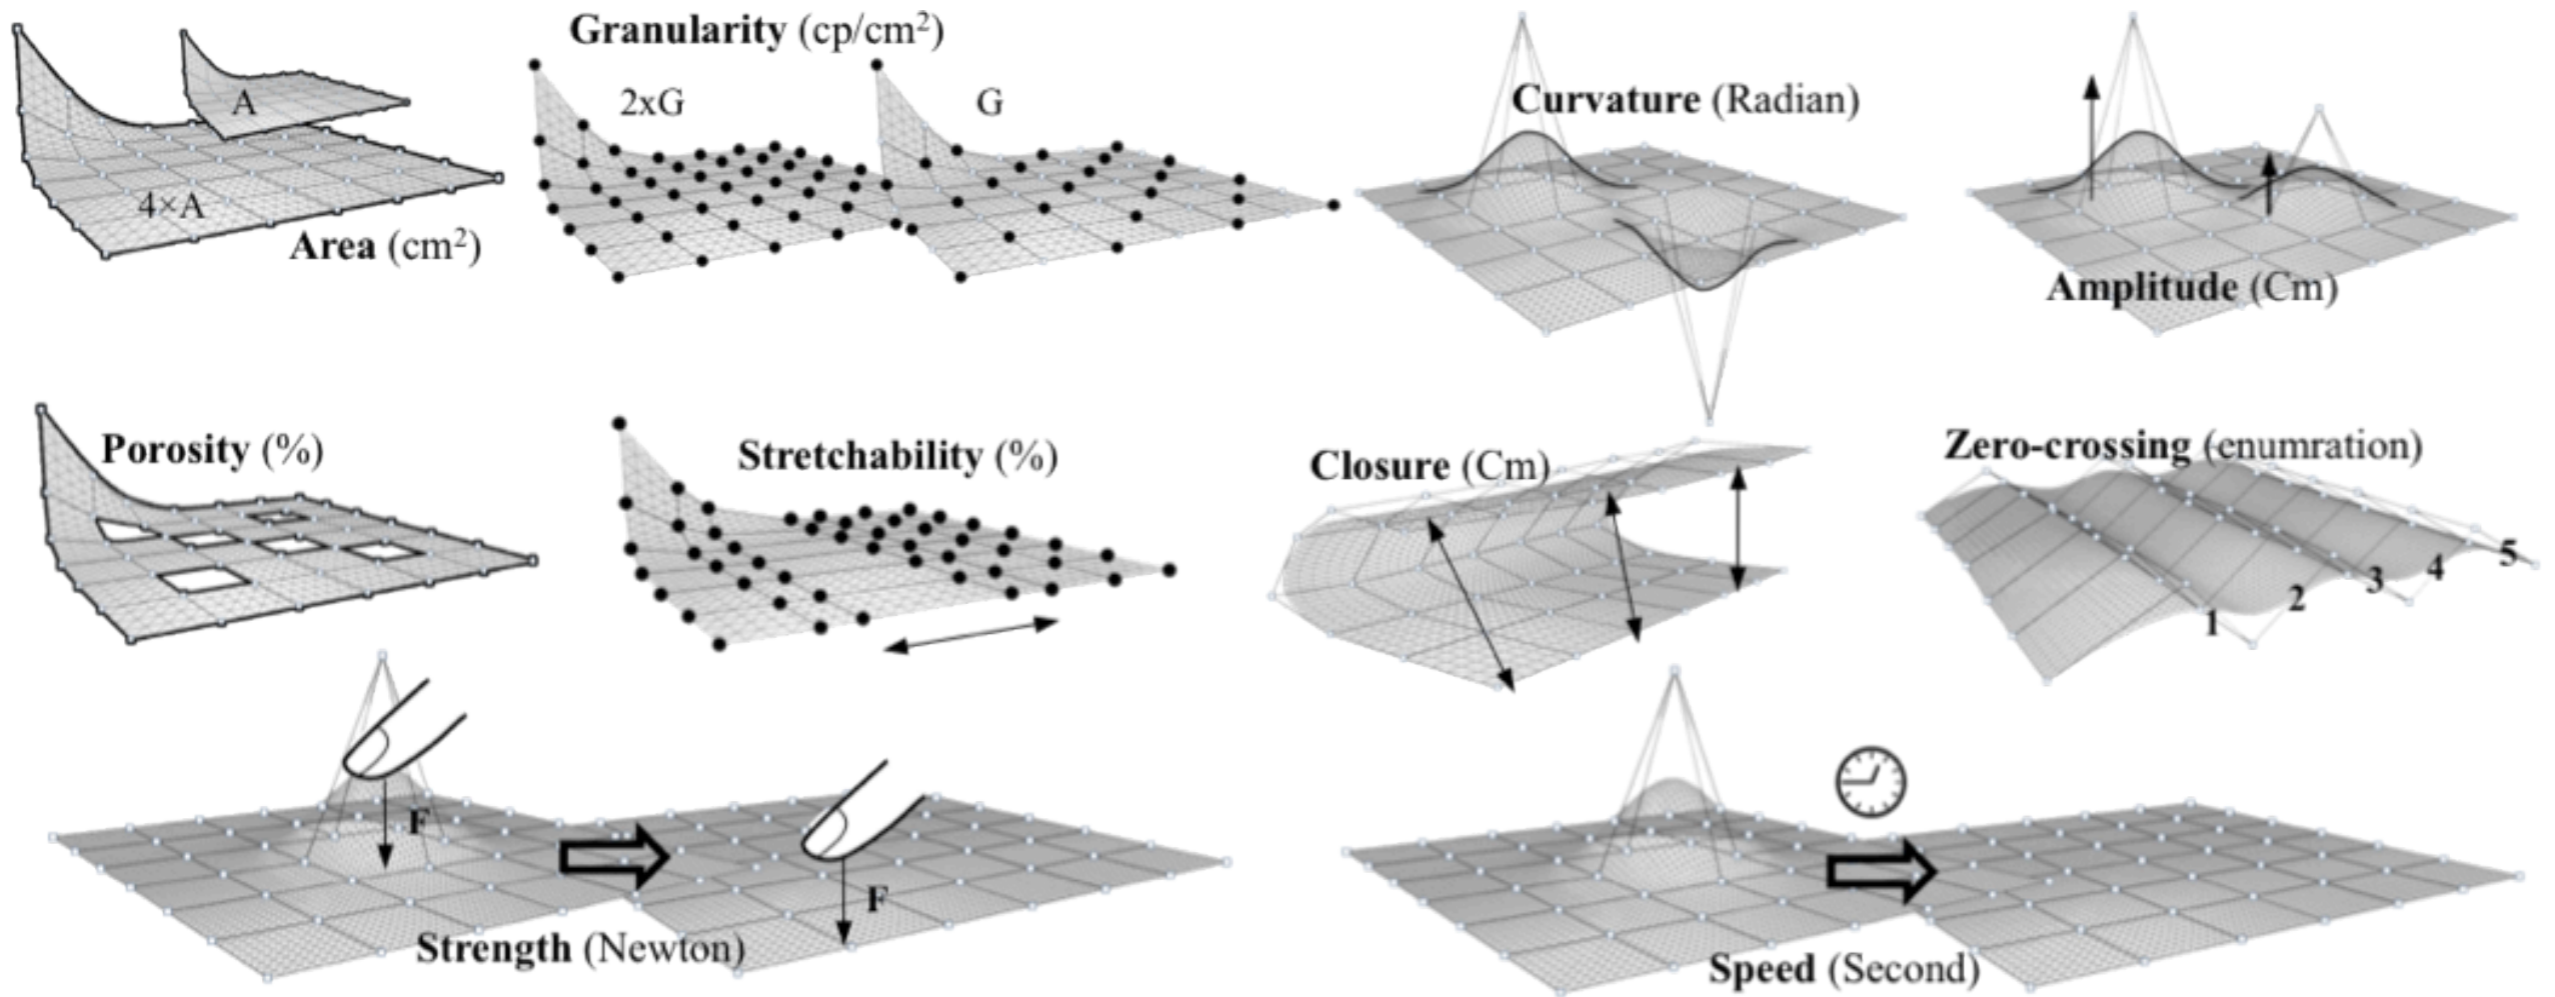 Granularity (cp/cm²)
A
4×A
Area (cm²)
2xG
G
Curvature (Radian)
Amplitude (Cm)
Porosity (%)
Stretchability (%)
Closure (Cm)
Zero-crossing (enumration)
1
2
3
4
5
F
F
Strength (Newton)
Speed (Second)